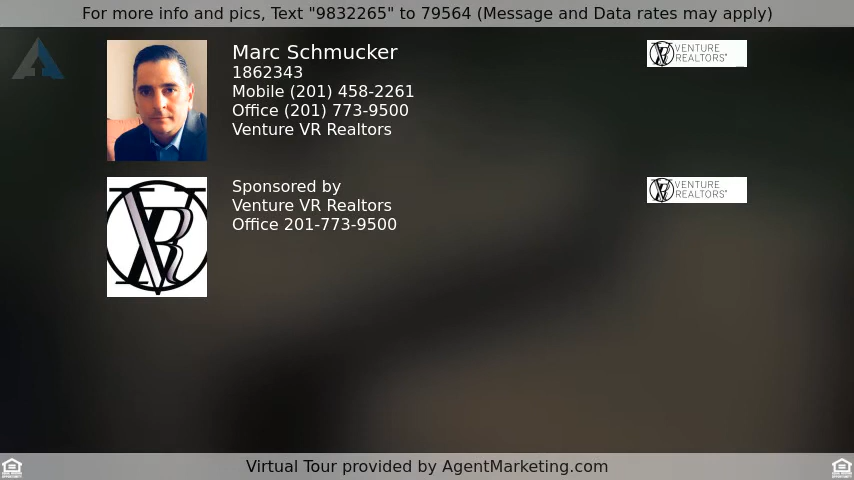 For more info and pics, Text "9832265" to 79564 (Message and Data rates may apply)
Marc Schmucker
1862343
Mobile (201) 458-2261
Office (201) 773-9500
Venture VR Realtors
VENTURE
REALTORS
Sponsored by
Venture VR Realtors
Office 201-773-9500
VENTURE
REALTORS
Virtual Tour provided by AgentMarketing.com